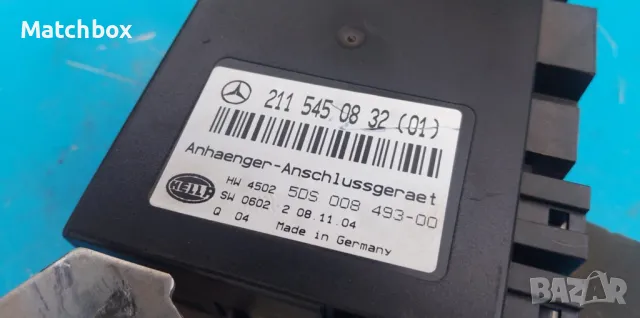 Matchbox
211 545 08 32 (01)
Anhaenger-Anschlussgeraet
HELLA
HW 4502 5DS 008 493-00
SW 0602 2 08.11.04
Q 04 Made in Germany
BAZAR